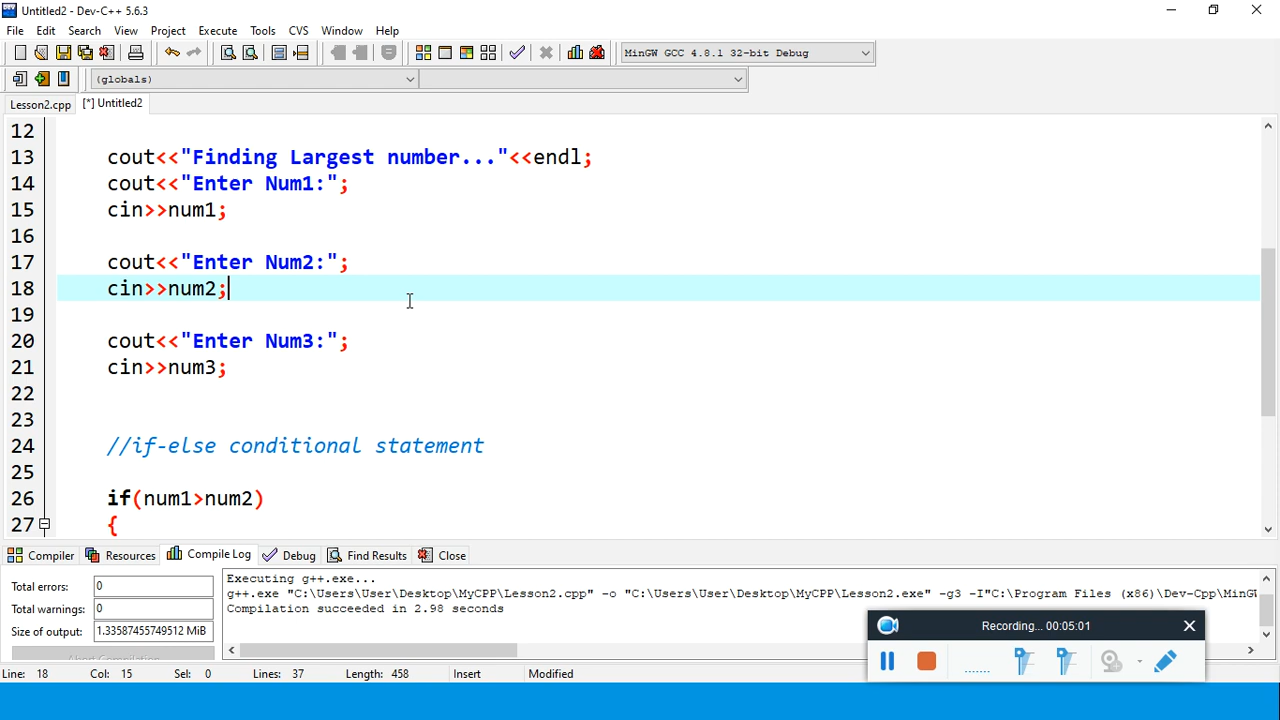 Untitled2 - Dev-C++ 5.6.3
File Edit Search View Project Execute Tools CVS Window Help
MinGW GCC 4.8.1 32-bit Debug
(globals)
Lesson2.cpp [*] Untitled2
12
13 cout<<"Finding Largest number..."<<endl;
14 cout<<"Enter Num1:";
15 cin>>num1;
16
17 cout<<"Enter Num2:";
18 cin>>num2;
19
20 cout<<"Enter Num3:";
21 cin>>num3;
22
23
24 //if-else conditional statement
25
26 if(num1>num2)
27 {
Compiler Resources Compile Log Debug Find Results Close
Total errors: 0
Total warnings: 0
Size of output: 1.33587455749512 MiB
Abort Compilation
Executing g++.exe...
g++.exe "C:\Users\User\Desktop\MyCPP\Lesson2.cpp" -o "C:\Users\User\Desktop\MyCPP\Lesson2.exe" -g3 -I"C:\Program Files (x86)\Dev-Cpp\MinG
Compilation succeeded in 2.98 seconds
Recording... 00:05:01
Line: 18 Col: 15 Sel: 0 Lines: 37 Length: 458 Insert Modified